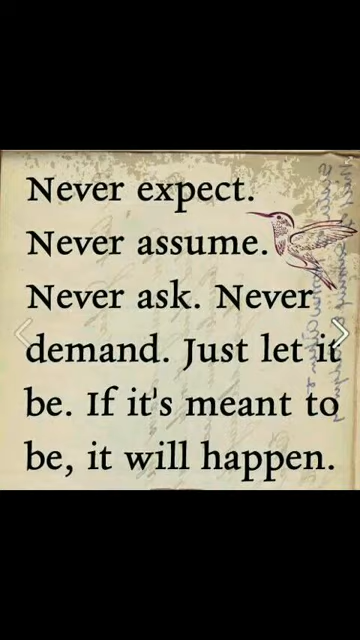 Never expect.
Never assume.
Never ask. Never
demand. Just let it
be. If it's meant to
be, it will happen.